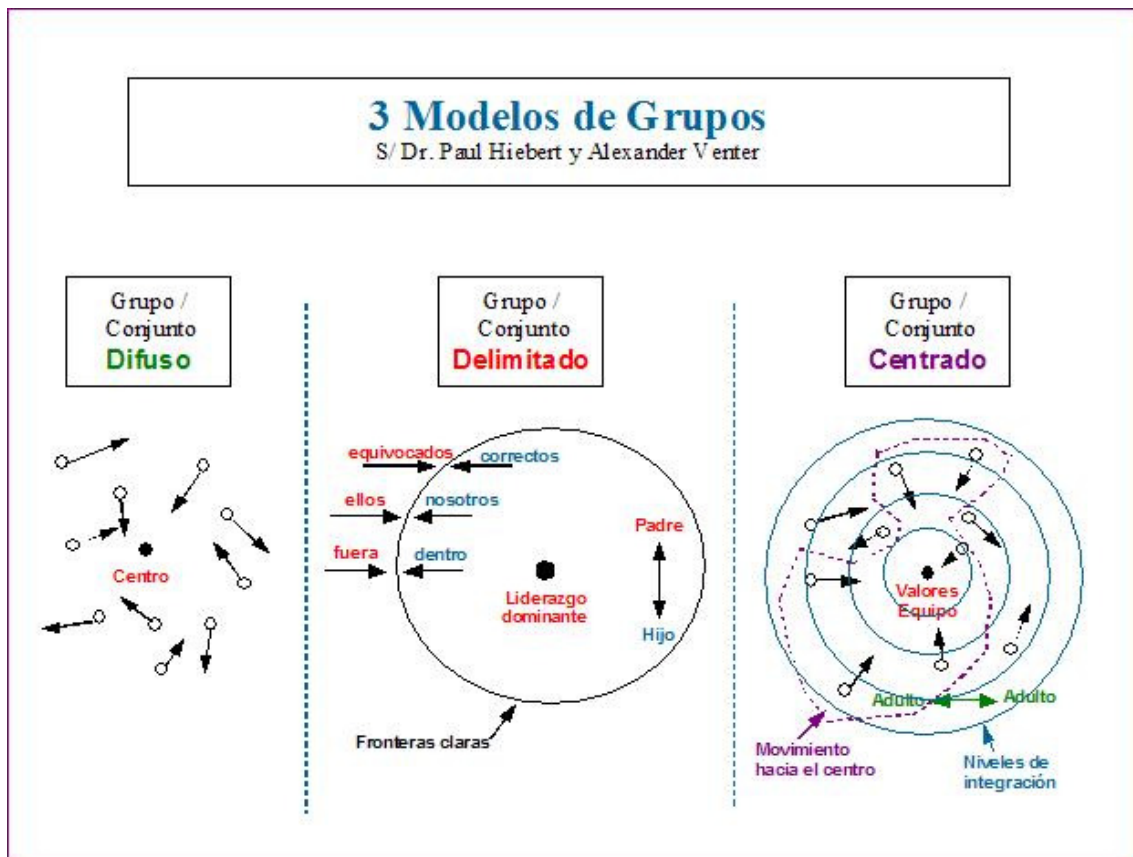 3 Modelos de Grupos
S/ Dr. Paul Hiebert y Alexander Venter
Grupo /
Conjunto
Difuso
Centro
Grupo /
Conjunto
Delimitado
equivocados
correctos
ellos
nosotros
fuera
dentro
Padre
Hijo
Liderazgo
dominante
Fronteras claras
Grupo /
Conjunto
Centrado
Valores
Equipo
Adulto
Adulto
Movimiento
hacia el centro
Niveles de
integración